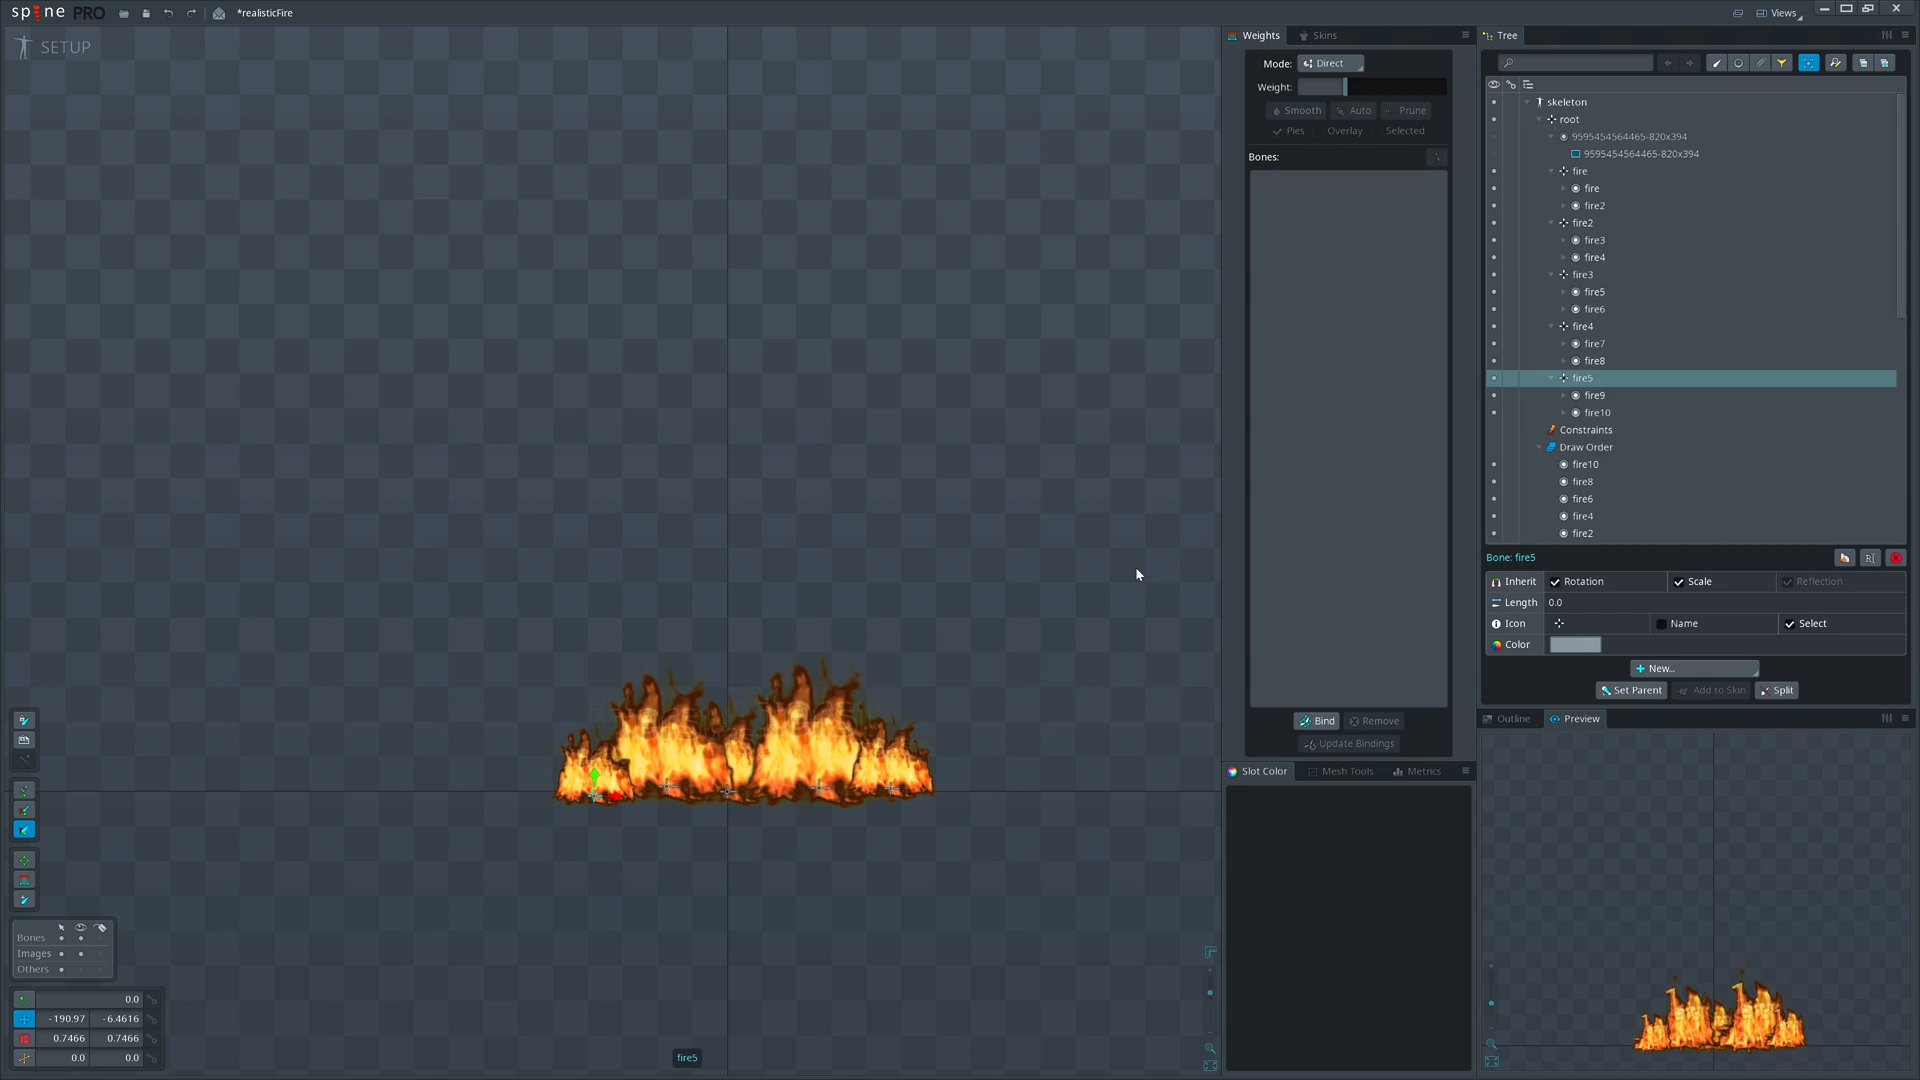 spine PRO
*realisticFire
Views
SETUP
Weights
Skins
Mode:
Direct
Weight:
Smooth
Auto
Prune
Pies
Overlay
Selected
Bones:
Bind
Remove
Update Bindings
Slot Color
Mesh Tools
Metrics
Tree
skeleton
root
9595454564465-820x394
9595454564465-820x394
fire
fire
fire2
fire2
fire3
fire4
fire3
fire5
fire6
fire4
fire7
fire8
fire5
fire9
fire10
Constraints
Draw Order
fire10
fire8
fire6
fire4
fire2
Bone: fire5
Inherit
Rotation
Scale
Reflection
Length
0.0
Icon
Name
Select
Color
New...
Set Parent
Add to Skin
Split
Outline
Preview
Bones
Images
Others
0.0
-190.97
-6.4616
0.7466
0.7466
0.0
0.0
fire5